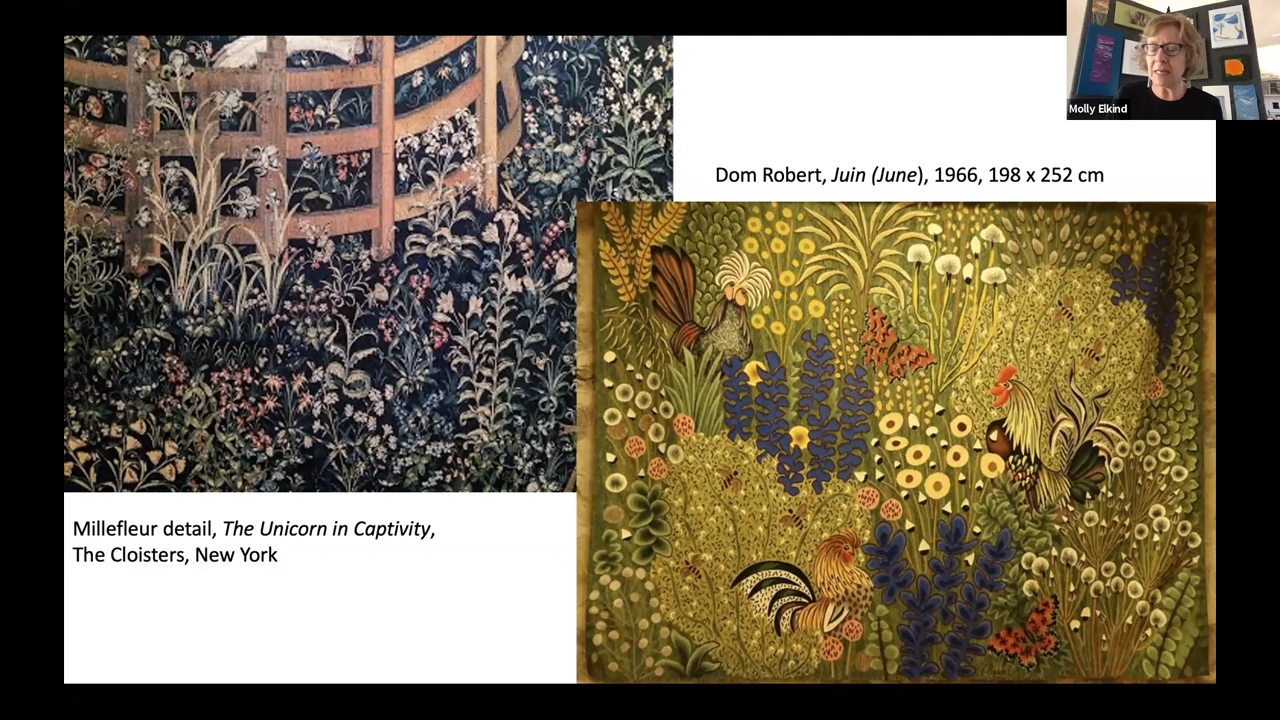 Molly Elkind
Dom Robert, Juin (June), 1966, 198 x 252 cm
Millefleur detail, The Unicorn in Captivity,
The Cloisters, New York